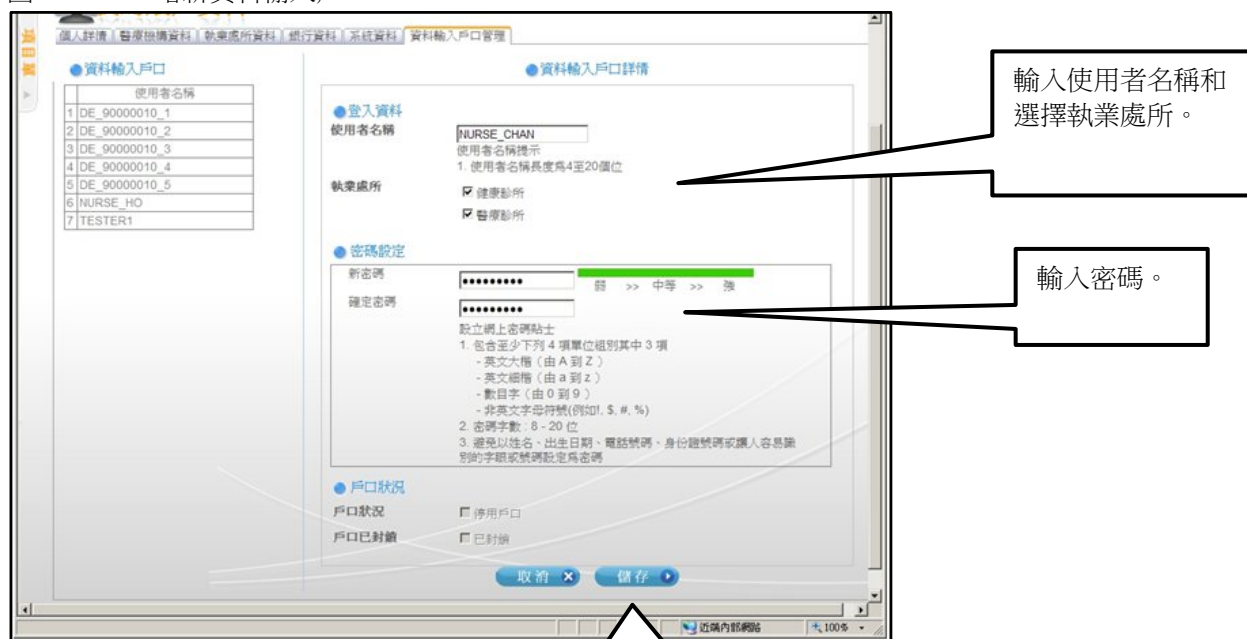 個人詳情 醫療機構資料 執業處所資料 銀行資料 系統資料 資料輸入戶口管理
資料輸入戶口
使用者名稱
1 DE_90000010_1
2 DE_90000010_2
3 DE_90000010_3
4 DE_90000010_4
5 DE_90000010_5
6 NURSE_HO
7 TESTER1
資料輸入戶口詳情
登入資料
使用者名稱 NURSE_CHAN
使用者名稱提示
1. 使用者名稱長度爲4至20個位
執業處所 健康診所
醫療診所
密碼設定
新密碼 •••••••••
弱 >> 中等 >> 強
確定密碼 •••••••••
設立網上密碼貼士
1. 包含至少下列 4 項單位組別其中 3 項
- 英文大楷（由 A 到 Z ）
- 英文細楷（由 a 到 z ）
- 數目字（由 0 到 9 ）
- 非英文字母符號(例如!, $, #, %)
2. 密碼字數 : 8 - 20 位
3. 避免以姓名、出生日期、電話號碼、身份證號碼或讓人容易識
別的字眼或號碼設定爲密碼
戶口狀況
戶口狀況 停用戶口
戶口已封鎖 已封鎖
取消 儲存
近端內部網路 100%
輸入使用者名稱和
選擇執業處所。
輸入密碼。